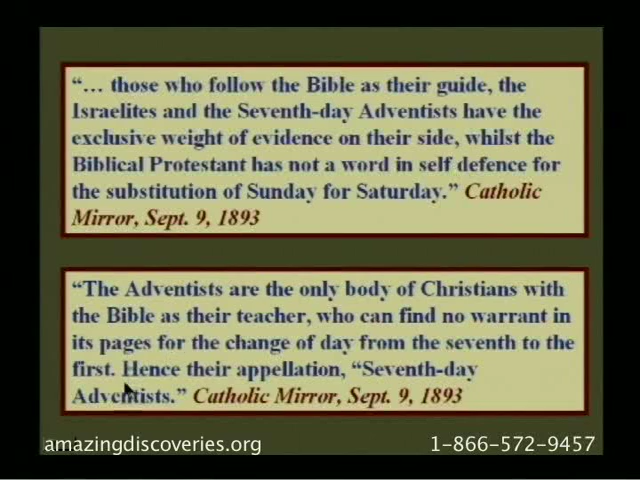 “... those who follow the Bible as their guide, the
Israelites and the Seventh-day Adventists have the
exclusive weight of evidence on their side, whilst the
Biblical Protestant has not a word in self defence for
the substitution of Sunday for Saturday.” Catholic
Mirror, Sept. 9, 1893
“The Adventists are the only body of Christians with
the Bible as their teacher, who can find no warrant in
its pages for the change of day from the seventh to the
first. Hence their appellation, “Seventh-day
Adventists.” Catholic Mirror, Sept. 9, 1893
amazingdiscoveries.org 1-866-572-9457